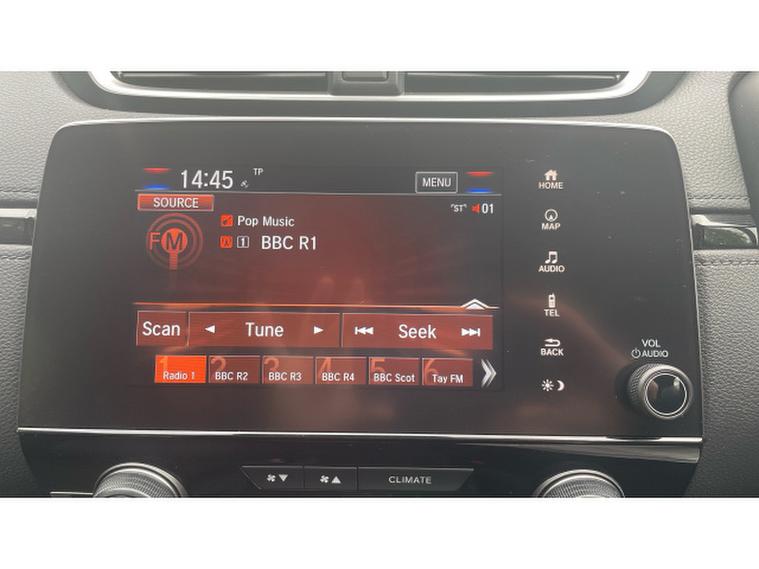 14:45 TP
MENU
SOURCE
"ST" 01
FM
Pop Music
1 BBC R1
Scan
Tune
Seek
1 Radio 1
2 BBC R2
3 BBC R3
4 BBC R4
5 BBC Scot
6 Tay FM
HOME
MAP
AUDIO
TEL
BACK
VOL
AUDIO
CLIMATE